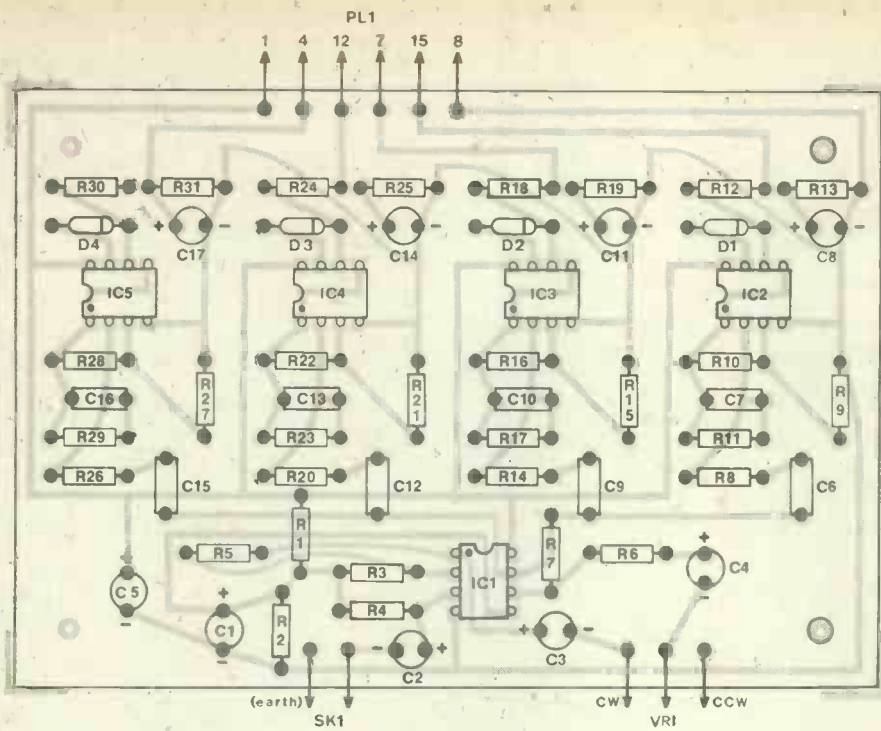 PL1
1 4 12 7 15 8
R30 R31 R24 R25 R18 R19 R12 R13
+ - + - + - + -
D4 C17 D3 C14 D2 C11 D1 C8
IC5 IC4 IC3 IC2
R28 R22 R16 R10
C16 R27 C13 R21 C10 R15 C7 R9
R29 R23 R17 R11
R26 C15 R20 C12 R14 C9 R8 C6
R1
R5 R7 R6 +
+ R3 IC1 C4
C5 R4 -
- + R2
C1 - + + -
- C2 C3
(earth) CW CCW
SK1 VR1